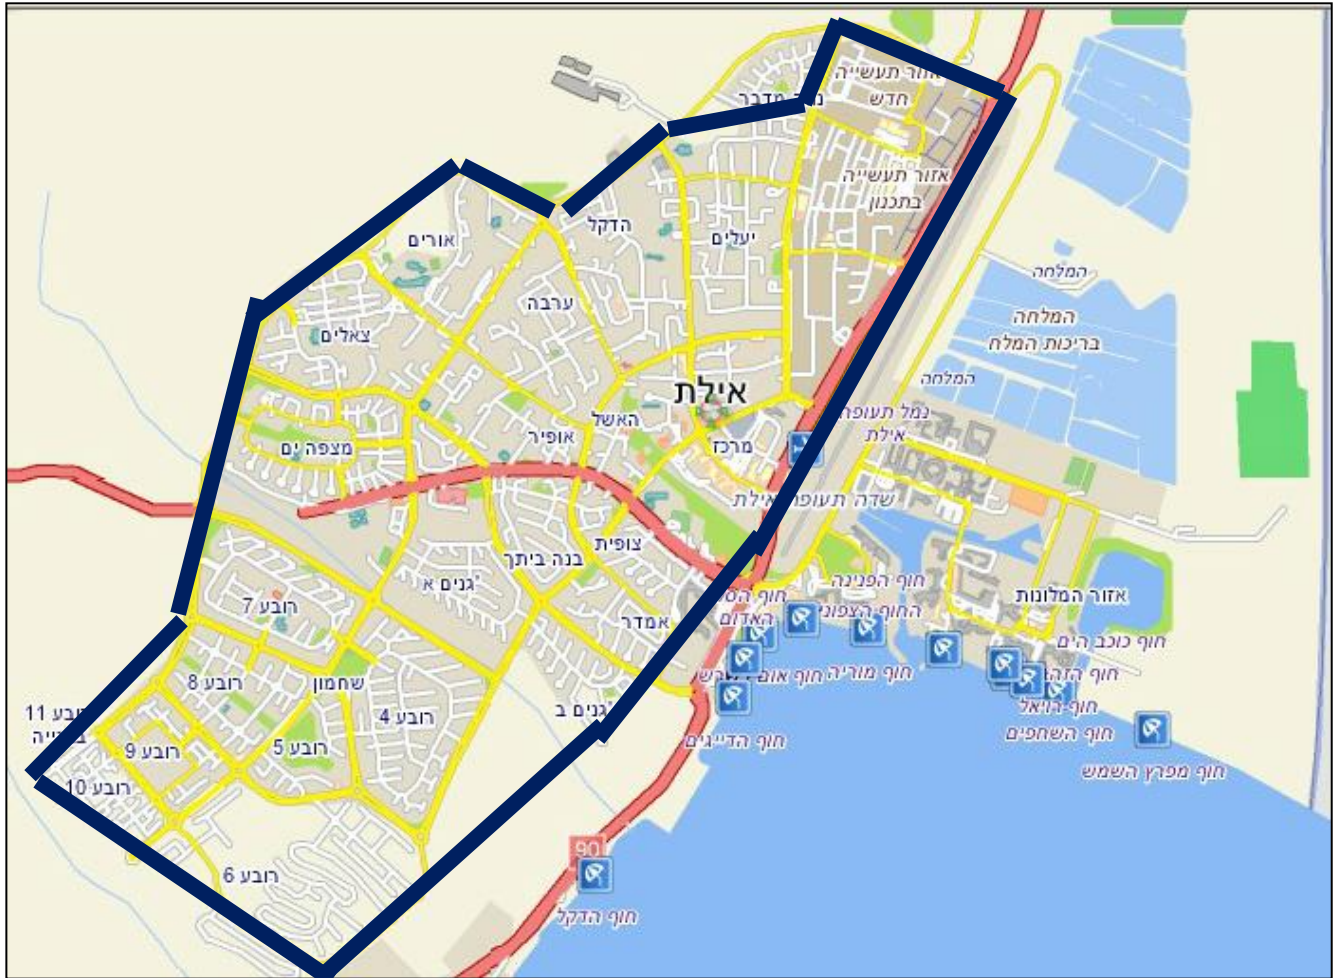 אזור תעשייה
חדש
מדבר
אזור תעשייה
בתכנון
הדקל
יעלים
אורים
המלחה
ערבה
המלחה
בריכות המלח
צאלים
המלחה
אילת
האשל
נמל תעופה
אילת
אופיר
מרכז
מצפה ים
שדה תעופה אילת
צופית
בנה ביתך
גנים א'
חוף הפנינה
אזור המלונות
רובע 7
האדום
החוף הצפוני
אמדר
חוף כוכב הים
חוף מוריה
רובע 8
שחמון
גנים ב'
רובע 4
חוף רויאל
רובע 11
חוף השחפים
חוף הדייגים
רובע 9
רובע 5
חוף מפרץ השמש
רובע 10
90
רובע 6
חוף הדקל